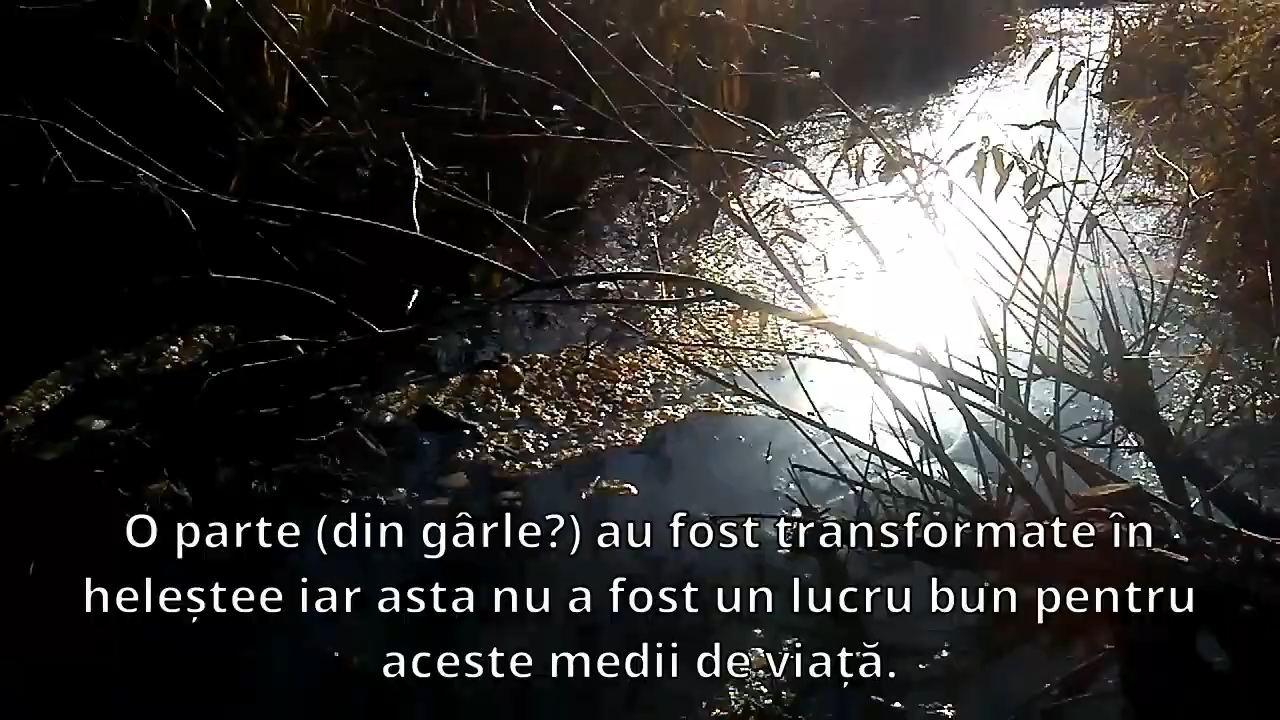 O parte (din gârle?) au fost transformate în
heleștee iar asta nu a fost un lucru bun pentru
aceste medii de viață.